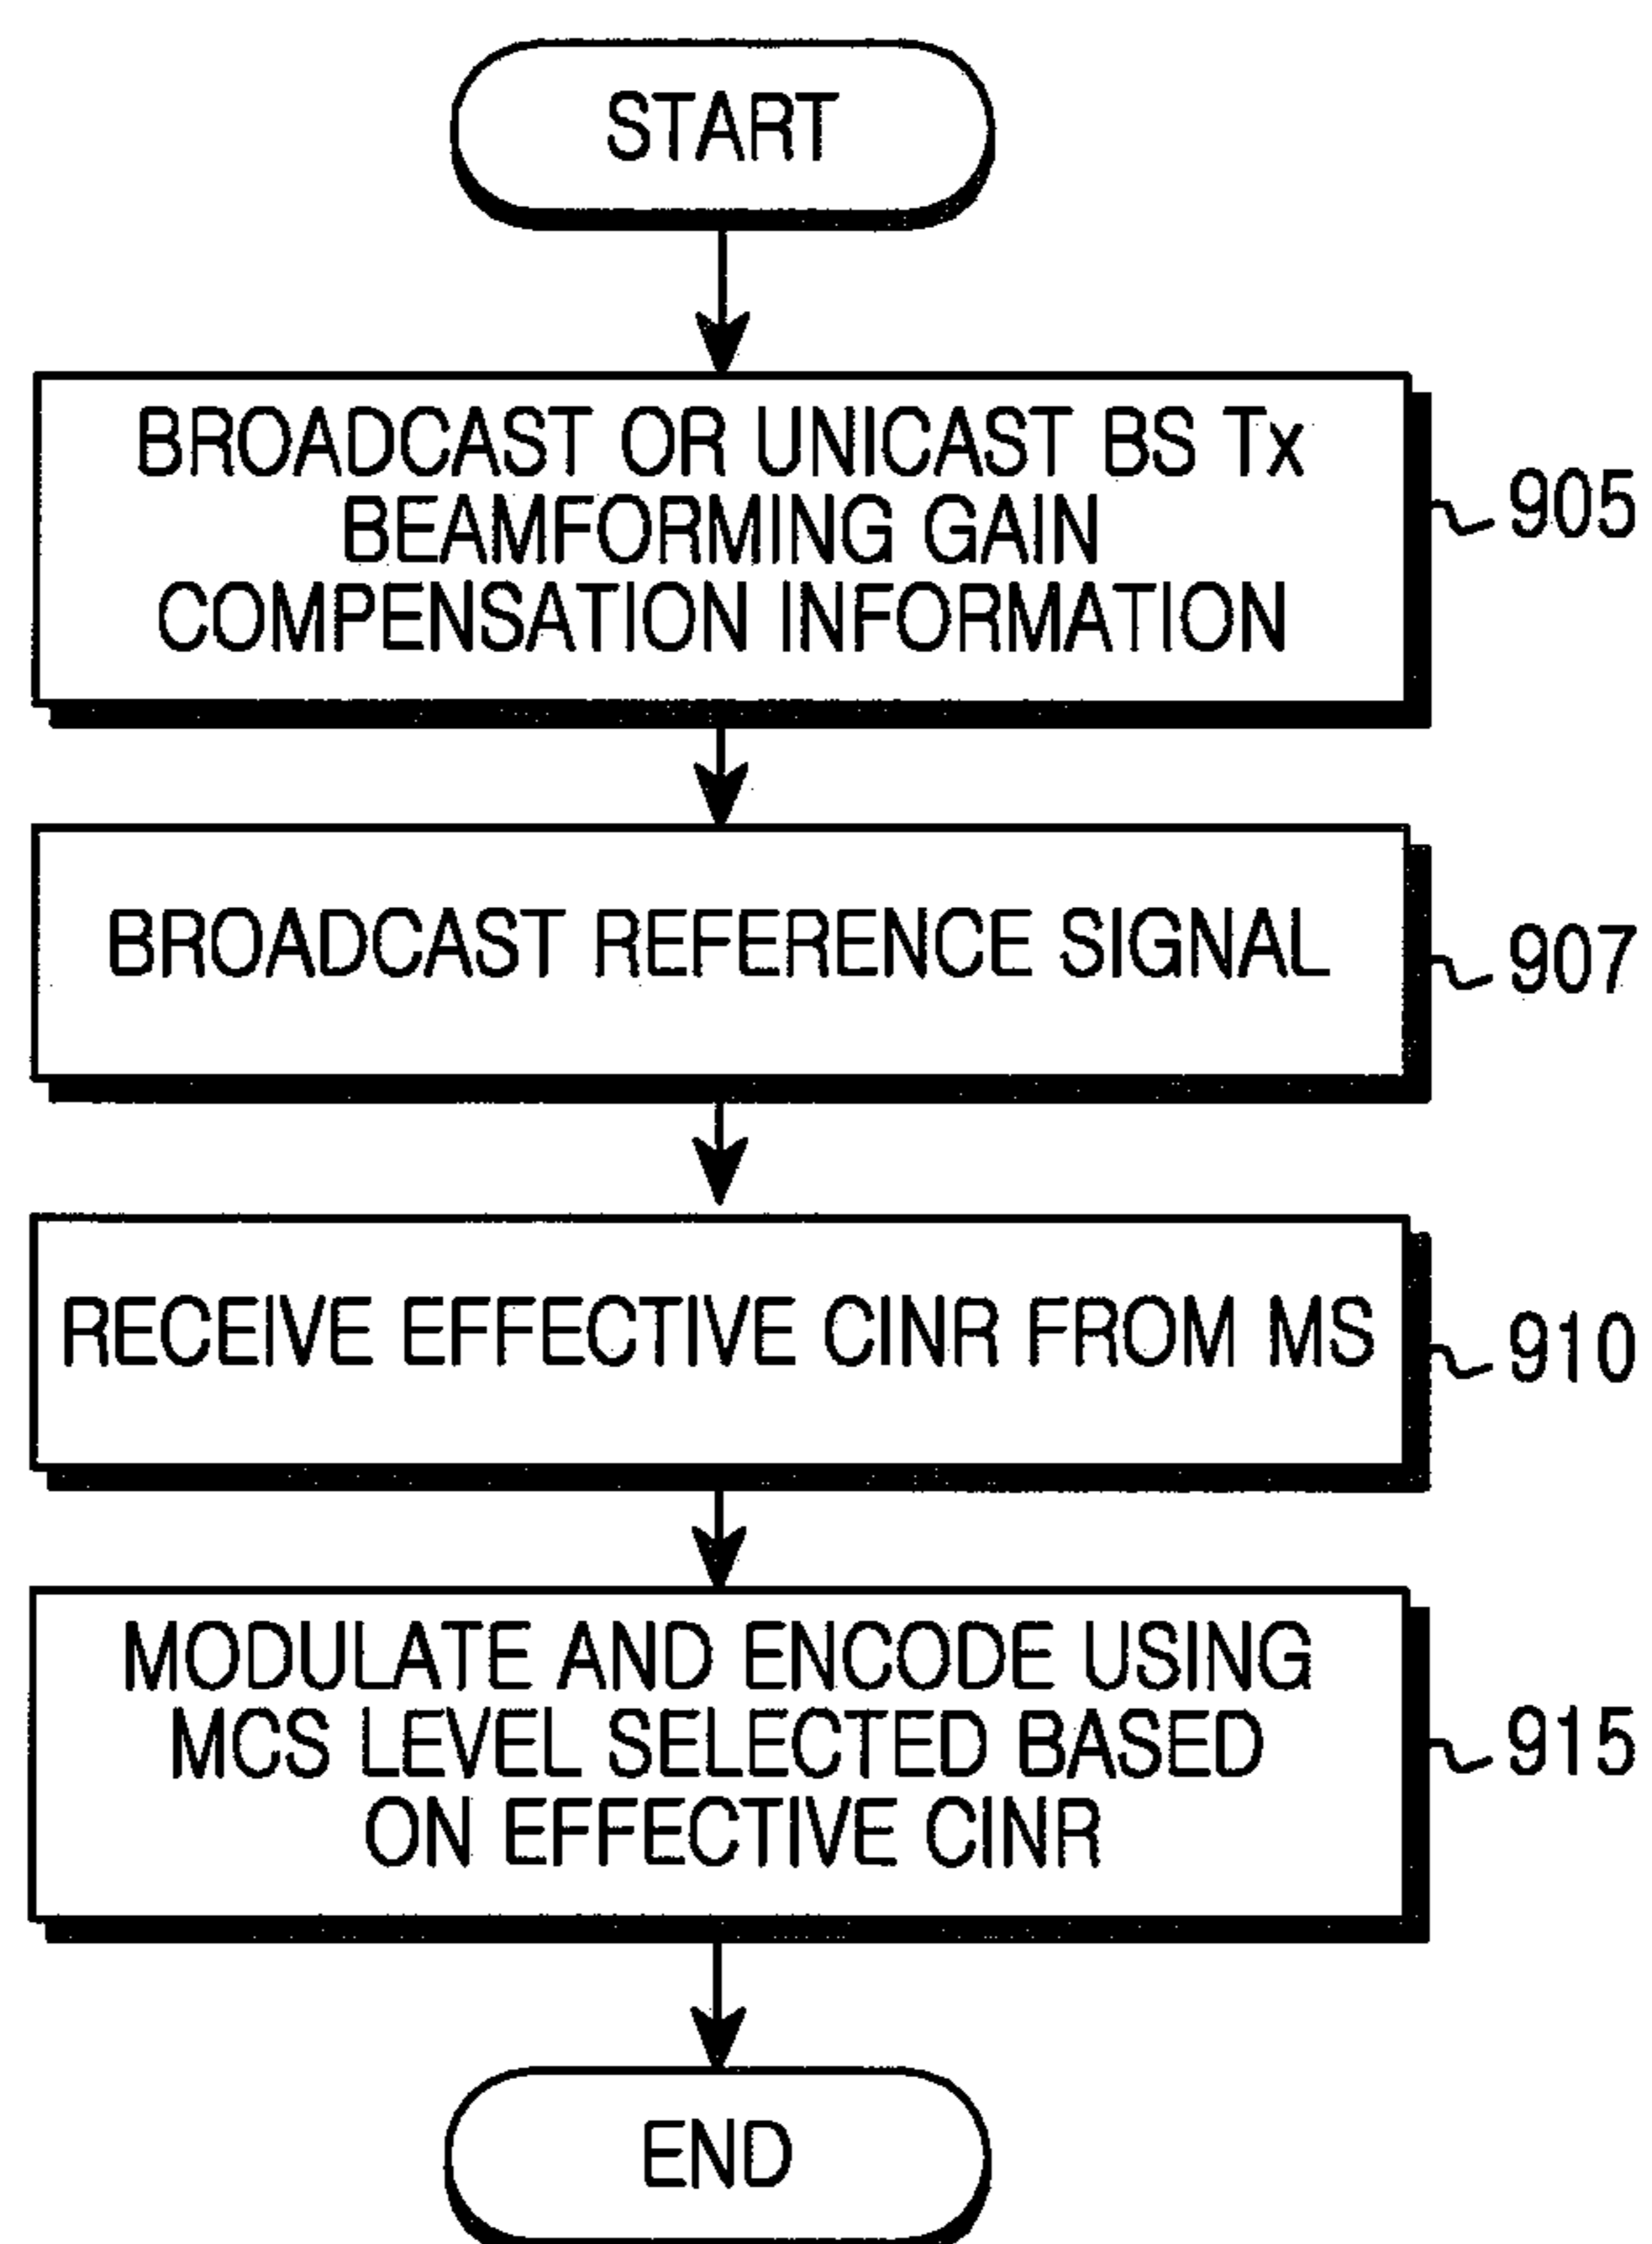 START
BROADCAST OR UNICAST BS Tx
BEAMFORMING GAIN
COMPENSATION INFORMATION
905
BROADCAST REFERENCE SIGNAL
907
RECEIVE EFFECTIVE CINR FROM MS
910
MODULATE AND ENCODE USING
MCS LEVEL SELECTED BASED
ON EFFECTIVE CINR
915
END